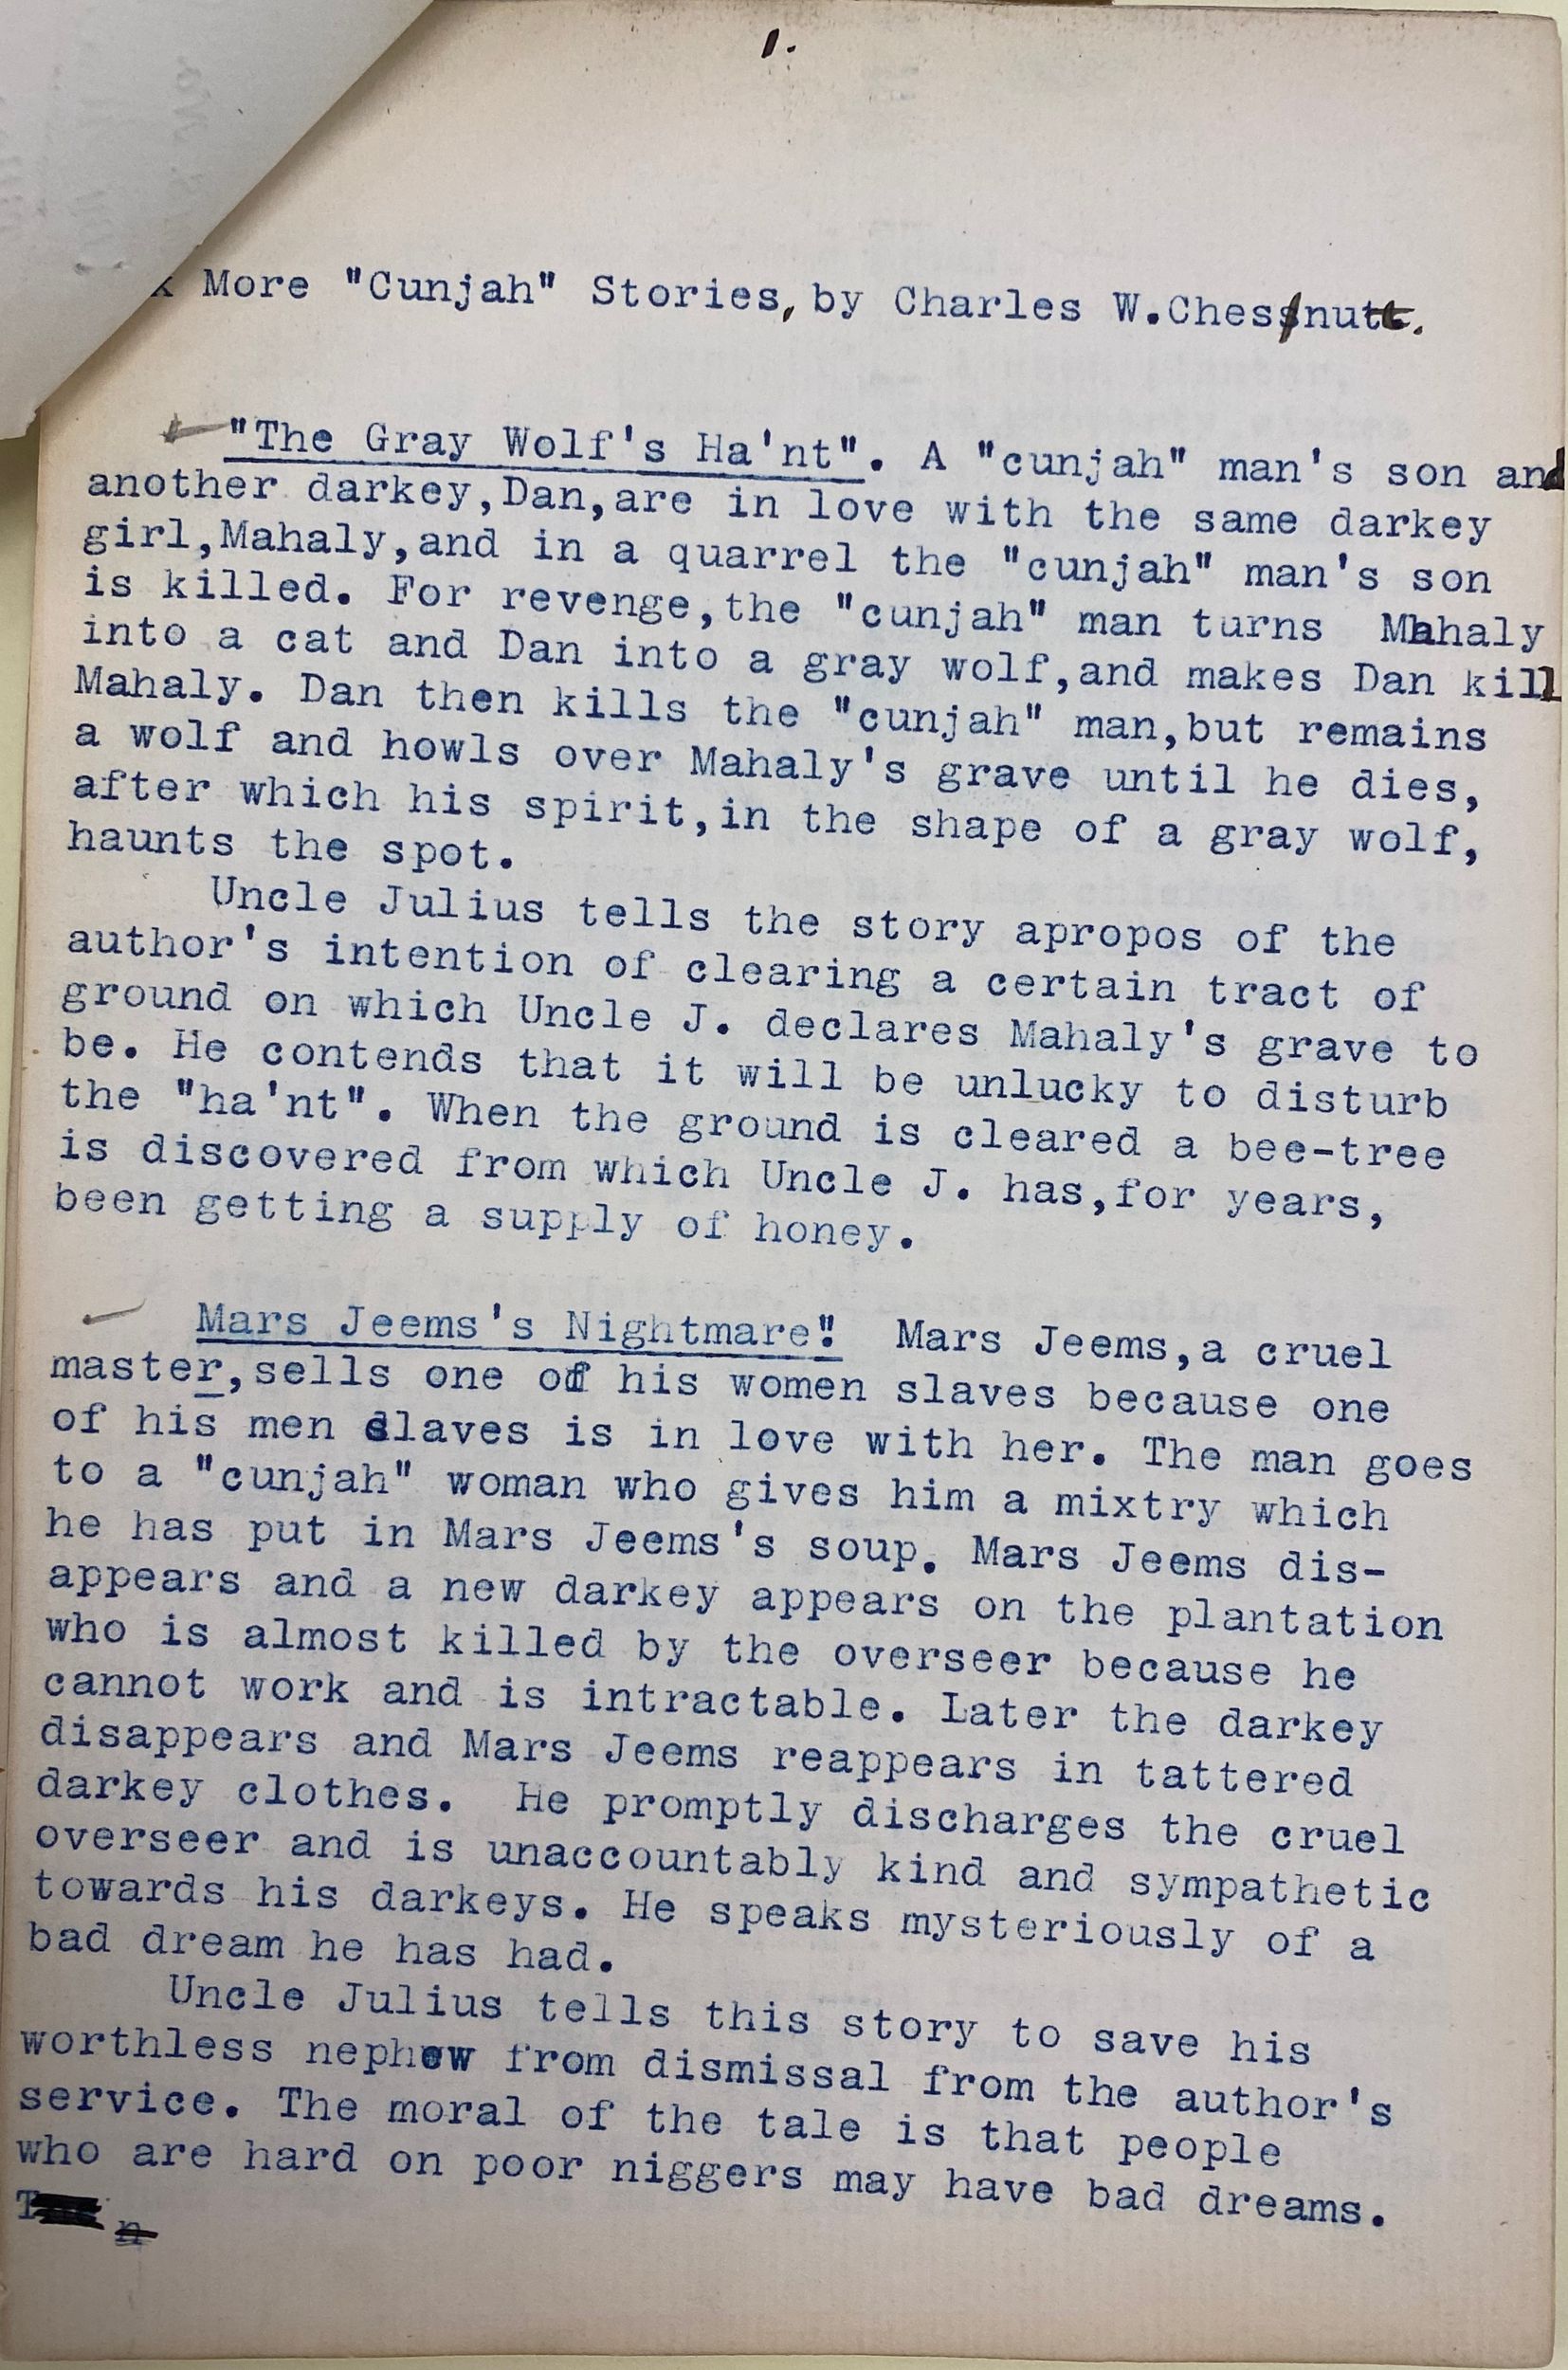 1.
More "Cunjah" Stories, by Charles W.Chesnutt.
"The Gray Wolf's Ha'nt". A "cunjah" man's son and
another darkey,Dan,are in love with the same darkey
girl,Mahaly,and in a quarrel the "cunjah" man's son
is killed. For revenge,the "cunjah" man turns Mahaly
into a cat and Dan into a gray wolf,and makes Dan kill
Mahaly. Dan then kills the "cunjah" man,but remains
a wolf and howls over Mahaly's grave until he dies,
after which his spirit,in the shape of a gray wolf,
haunts the spot.
Uncle Julius tells the story apropos of the
author's intention of clearing a certain tract of
ground on which Uncle J. declares Mahaly's grave to
be. He contends that it will be unlucky to disturb
the "ha'nt". When the ground is cleared a bee-tree
is discovered from which Uncle J. has,for years,
been getting a supply of honey.
Mars Jeems's Nightmare". Mars Jeems,a cruel
master,sells one of his women slaves because one
of his men slaves is in love with her. The man goes
to a "cunjah" woman who gives him a mixtry which
he has put in Mars Jeems's soup. Mars Jeems dis-
appears and a new darkey appears on the plantation
who is almost killed by the overseer because he
cannot work and is intractable. Later the darkey
disappears and Mars Jeems reappears in tattered
darkey clothes. He promptly discharges the cruel
overseer and is unaccountably kind and sympathetic
towards his darkeys. He speaks mysteriously of a
bad dream he has had.
Uncle Julius tells this story to save his
worthless nephew from dismissal from the author's
service. The moral of the tale is that people
who are hard on poor niggers may have bad dreams.